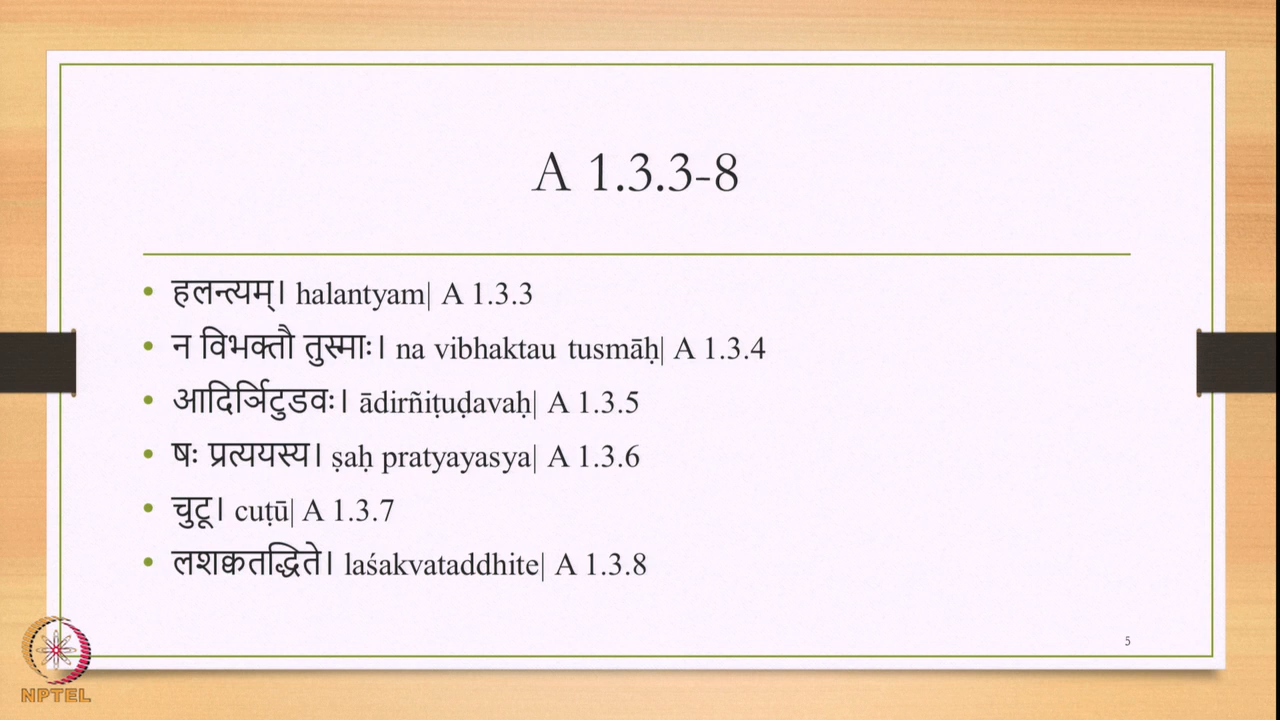 A 1.3.3-8
• हलन्त्यम्। halantyam| A 1.3.3
• न विभक्तौ तुस्माः। na vibhaktau tusmāḥ| A 1.3.4
• आदिर्ञिटुडवः। ādirñiṭuḍavaḥ| A 1.3.5
• षः प्रत्ययस्य। ṣaḥ pratyayasya| A 1.3.6
• चुटू। cuṭū| A 1.3.7
• लशक्वतद्धिते। laśakvataddhite| A 1.3.8
5
NPTEL